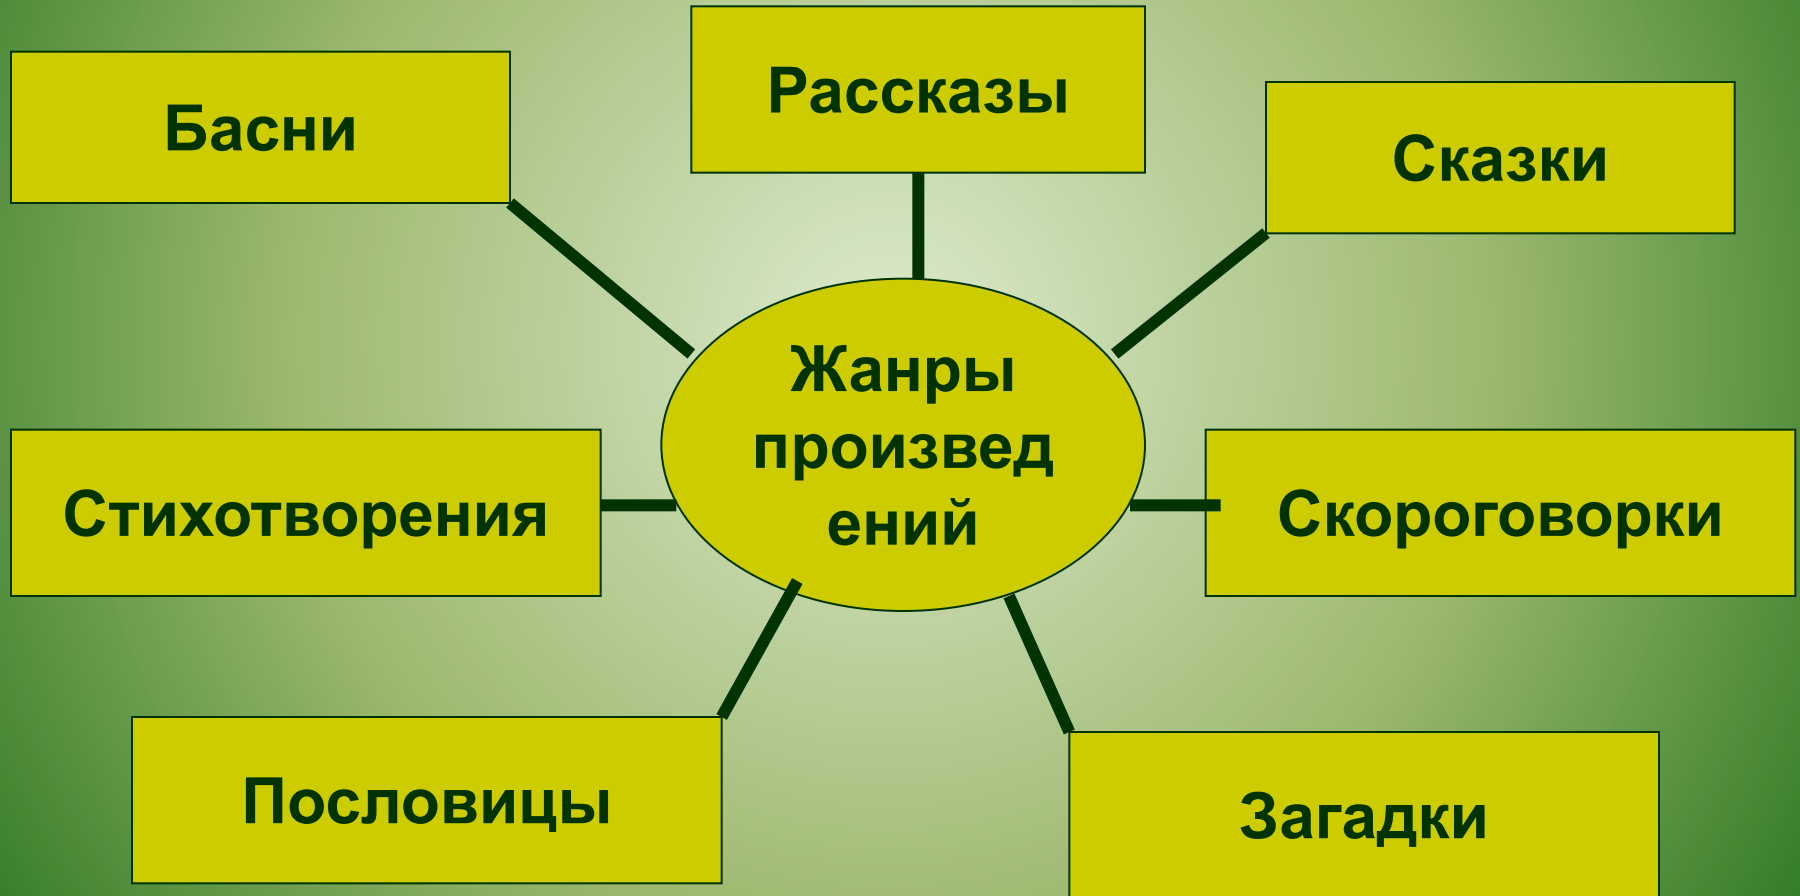 Рассказы
Басни
Сказки
Жанры
произвед
ений
Стихотворения
Скороговорки
Пословицы
Загадки